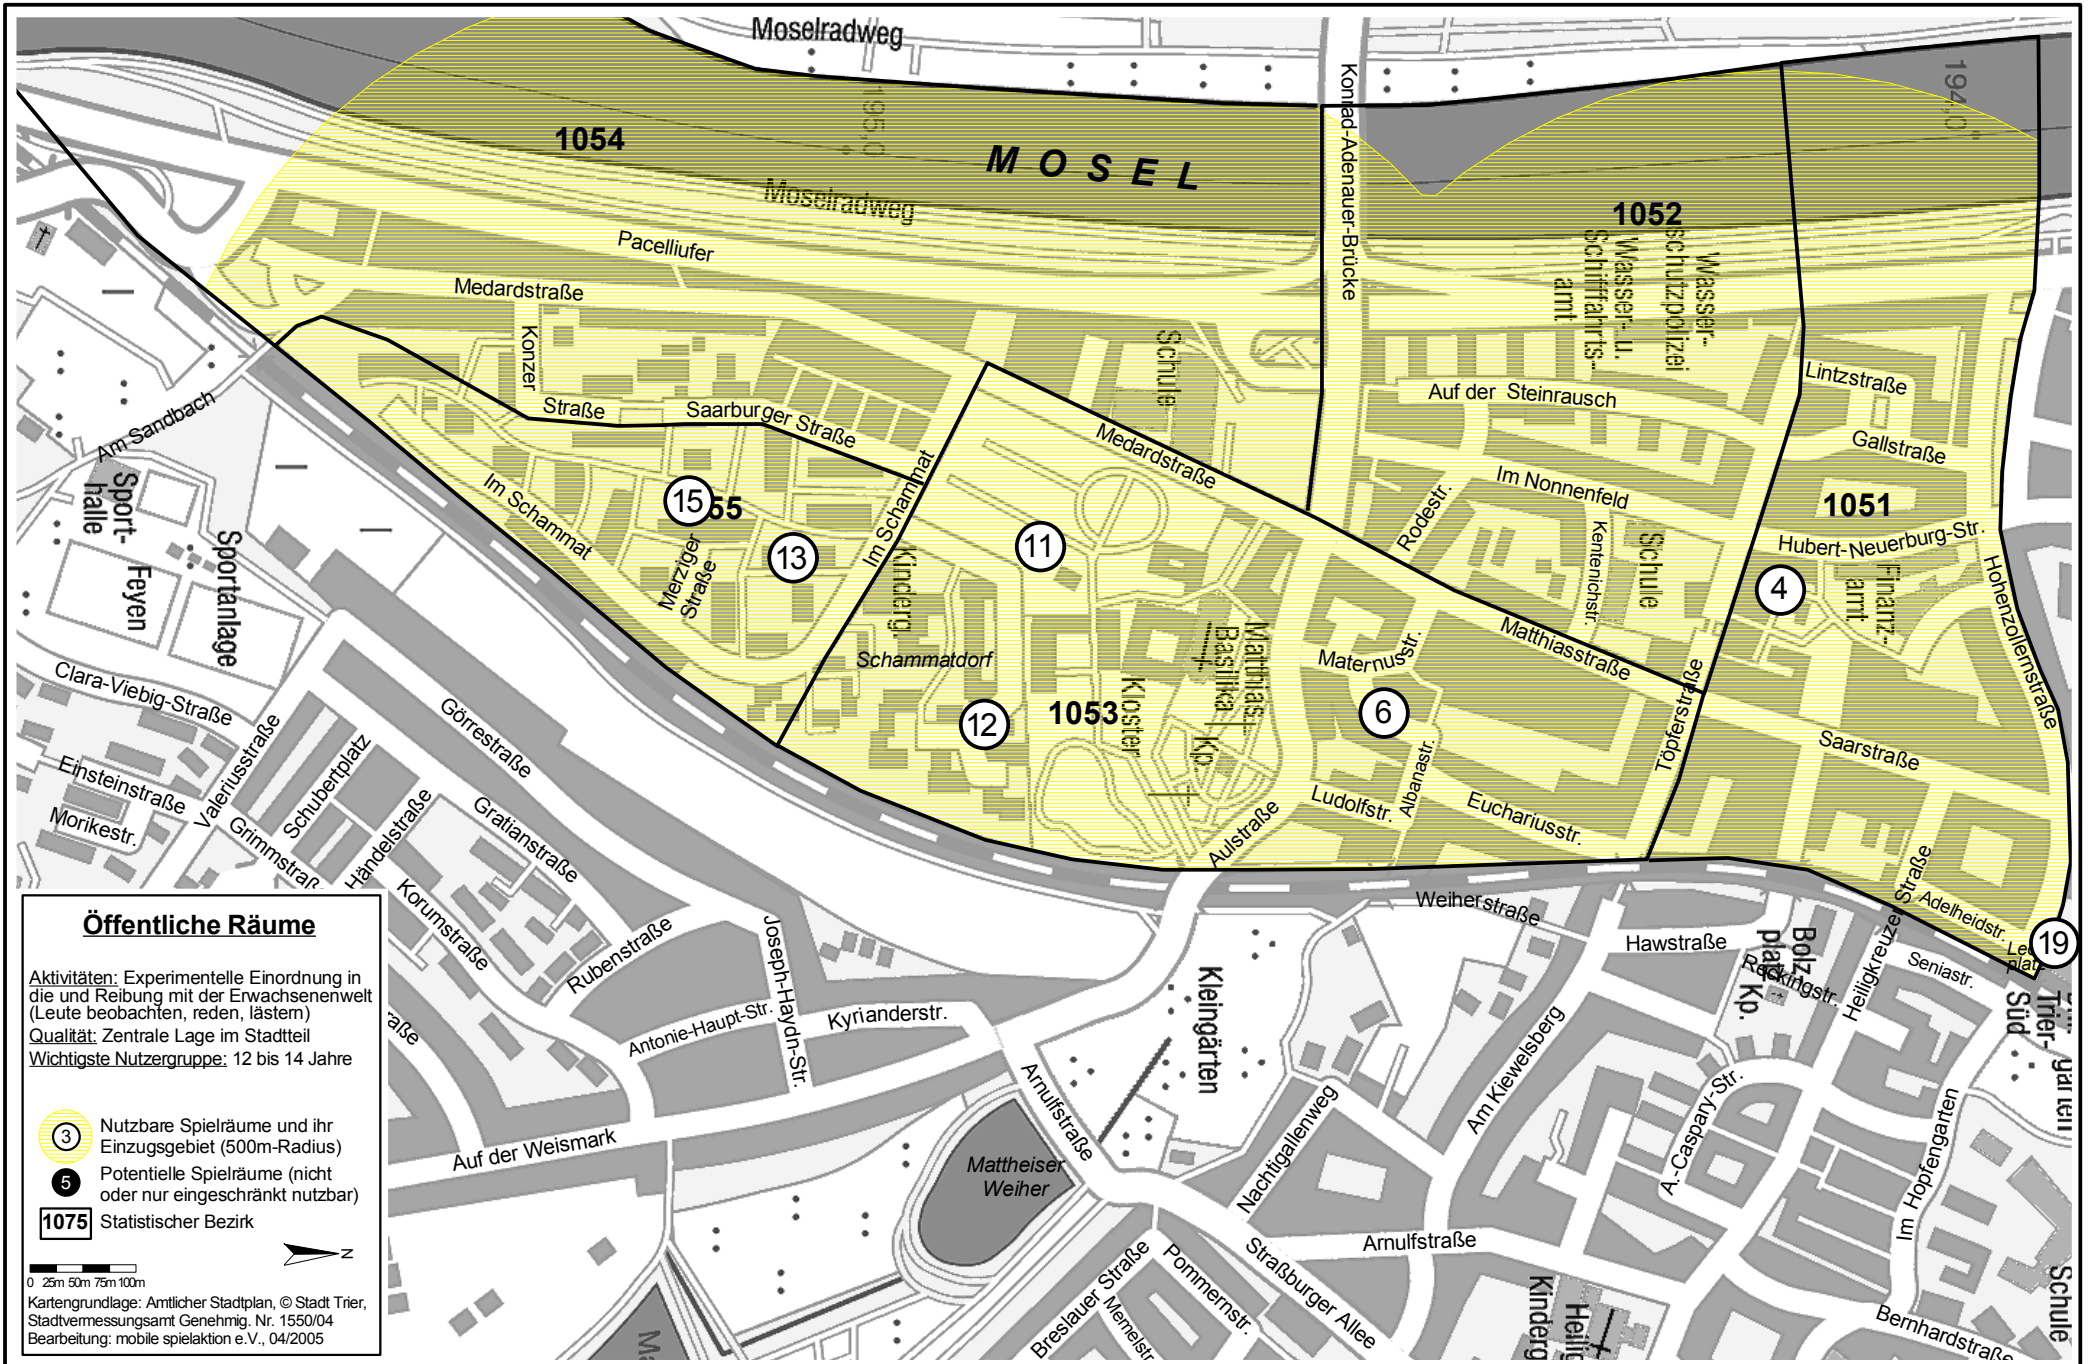 Moselradweg
195,0
194,0
1054
MOSEL
Konrad-Adenauer-Brücke
1052
Moselradweg
Pacelliufer
Wasser-
schutzpolizei
Wasser-u.
Schifffahrts-
amt
Medardstraße
Konzer
Straße
Saarburger Straße
Schule
Lintzstraße
Auf der Steinrausch
Gallstraße
Am Sandbach
Medardstraße
Im Nonnenfeld
1051
Im Schammat
15
55
13
Im Schammat
11
Rodestr.
Kentenichstr.
Schule
Hubert-Neuerburg-Str.
Sport-
halle
Sportanlage
Feyen
Merziger
Straße
Kinderg.
4
Finanz-
amt
Hohenzollernstraße
Schammatdorf
Matthias-
Basilika
Maternusstr.
Matthiasstraße
Clara-Viebig-Straße
12
1053
Kloster
Kp.
6
Töpferstraße
Saarstraße
Görrestraße
Valeriusstraße
Schubertplatz
Einsteinstraße
Morikestr.
Grimmstraße
Händelstraße
Gratianstraße
Korumstraße
Aulstraße
Ludolfstr.
Albanastr.
Euchariusstr.
Weiherstraße
Hawstraße
Bolz-
platz
Kp.
Reckingstr.
Heiligkreuzer Straße
Adelheidstr.
19
Seniastr.
Trier-
Süd
Rubenstraße
Joseph-Haydn-Str.
Antonie-Haupt-Str.
Kyrianderstr.
Kleingärten
Arnulfstraße
Am Kiewelsberg
A.-Caspary-Str.
Im Hopfengarten
Nachtigallenweg
Auf der Weismark
Mattheiser
Weiher
Arnulfstraße
Straßburger Allee
Breslauer Straße
Pommernstr.
Memelstr.
Kinderg.
Bernhardstraße
Schule
Öffentliche Räume
Aktivitäten: Experimentelle Einordnung in
die und Reibung mit der Erwachsenenwelt
(Leute beobachten, reden, lästern)
Qualität: Zentrale Lage im Stadtteil
Wichtigste Nutzergruppe: 12 bis 14 Jahre
3 Nutzbare Spielräume und ihr
Einzugsgebiet (500m-Radius)
5 Potentielle Spielräume (nicht
oder nur eingeschränkt nutzbar)
1075 Statistischer Bezirk
N
0 25m 50m 75m 100m
Kartengrundlage: Amtlicher Stadtplan, © Stadt Trier,
Stadtvermessungsamt Genehmig. Nr. 1550/04
Bearbeitung: mobile spielaktion e.V., 04/2005